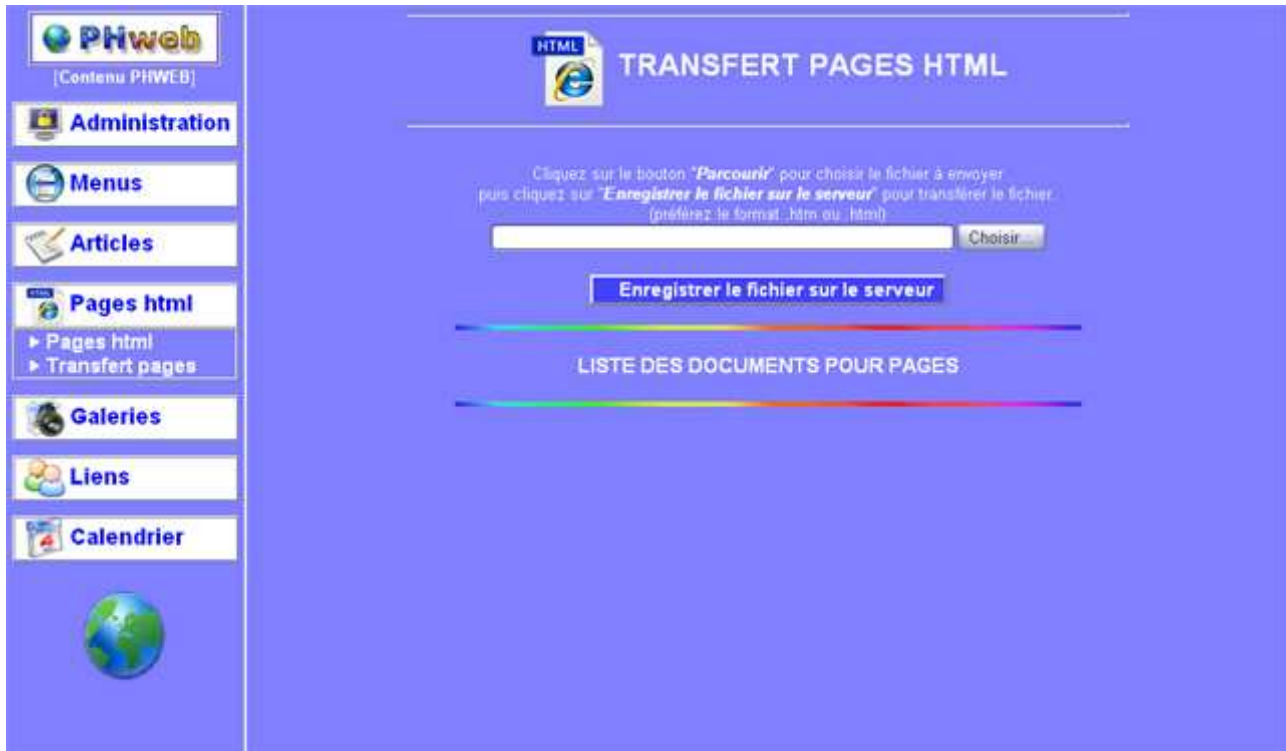 PHweb
[Contenu PHWEB]
Administration
Menus
Articles
HTML
Pages html
Pages html
Transfert pages
Galeries
Liens
4
Calendrier
HTML
TRANSFERT PAGES HTML
Cliquez sur le bouton "Parcourir" pour choisir le fichier à envoyer
puis cliquez sur "Enregistrer le fichier sur le serveur" pour transférer le fichier.
(préférez le format .htm ou .html)
Choisir...
Enregistrer le fichier sur le serveur
LISTE DES DOCUMENTS POUR PAGES